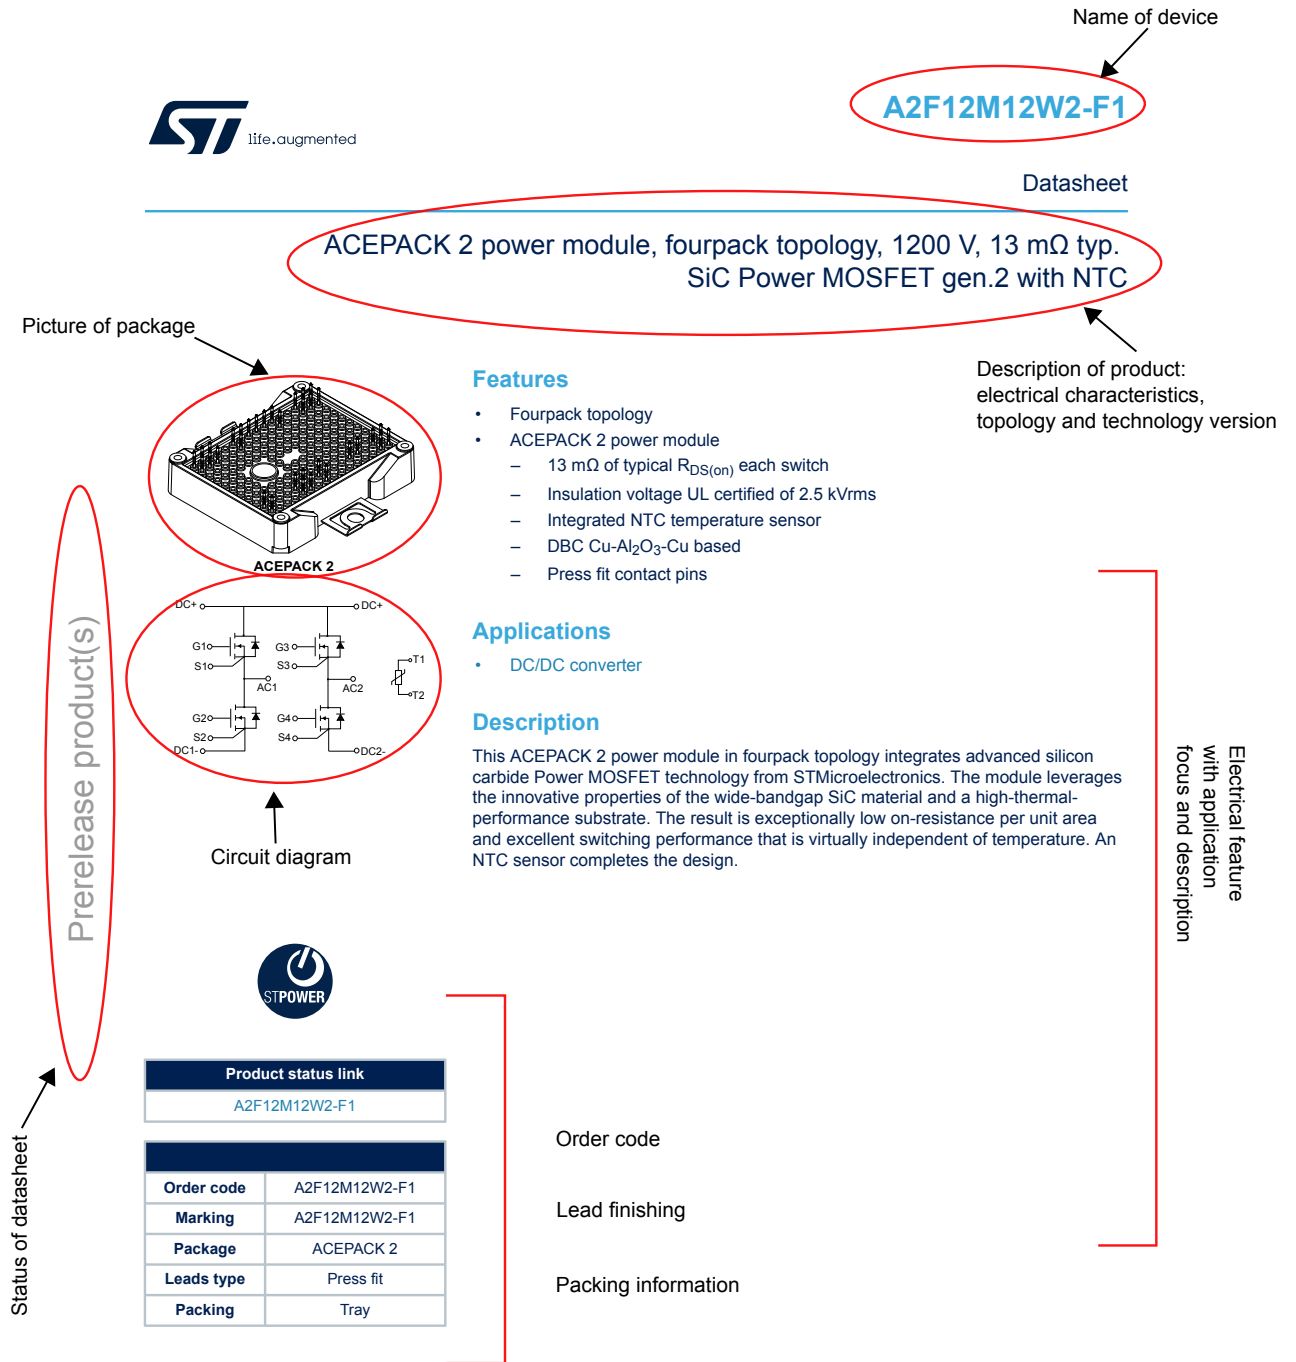 Name of device
A2F12M12W2-F1
ST
life.augmented
Datasheet
ACEPACK 2 power module, fourpack topology, 1200 V, 13 mΩ typ.
SiC Power MOSFET gen.2 with NTC
Picture of package
Description of product:
electrical characteristics,
topology and technology version
ACEPACK 2
Features
• Fourpack topology
• ACEPACK 2 power module
– 13 mΩ of typical RDS(on) each switch
– Insulation voltage UL certified of 2.5 kVrms
– Integrated NTC temperature sensor
– DBC Cu-Al2O3-Cu based
– Press fit contact pins
DC+ DC+
G1 G3
S1 S3
T1
AC1 AC2
T2
G2 G4
S2 S4
DC1- DC2-
Circuit diagram
Applications
• DC/DC converter
Description
This ACEPACK 2 power module in fourpack topology integrates advanced silicon
carbide Power MOSFET technology from STMicroelectronics. The module leverages
the innovative properties of the wide-bandgap SiC material and a high-thermal-
performance substrate. The result is exceptionally low on-resistance per unit area
and excellent switching performance that is virtually independent of temperature. An
NTC sensor completes the design.
Electrical feature
with application
focus and description
Prerelease product(s)
Status of datasheet
STPOWER
Product status link
A2F12M12W2-F1
Order code A2F12M12W2-F1
Marking A2F12M12W2-F1
Package ACEPACK 2
Leads type Press fit
Packing Tray
Order code
Lead finishing
Packing information